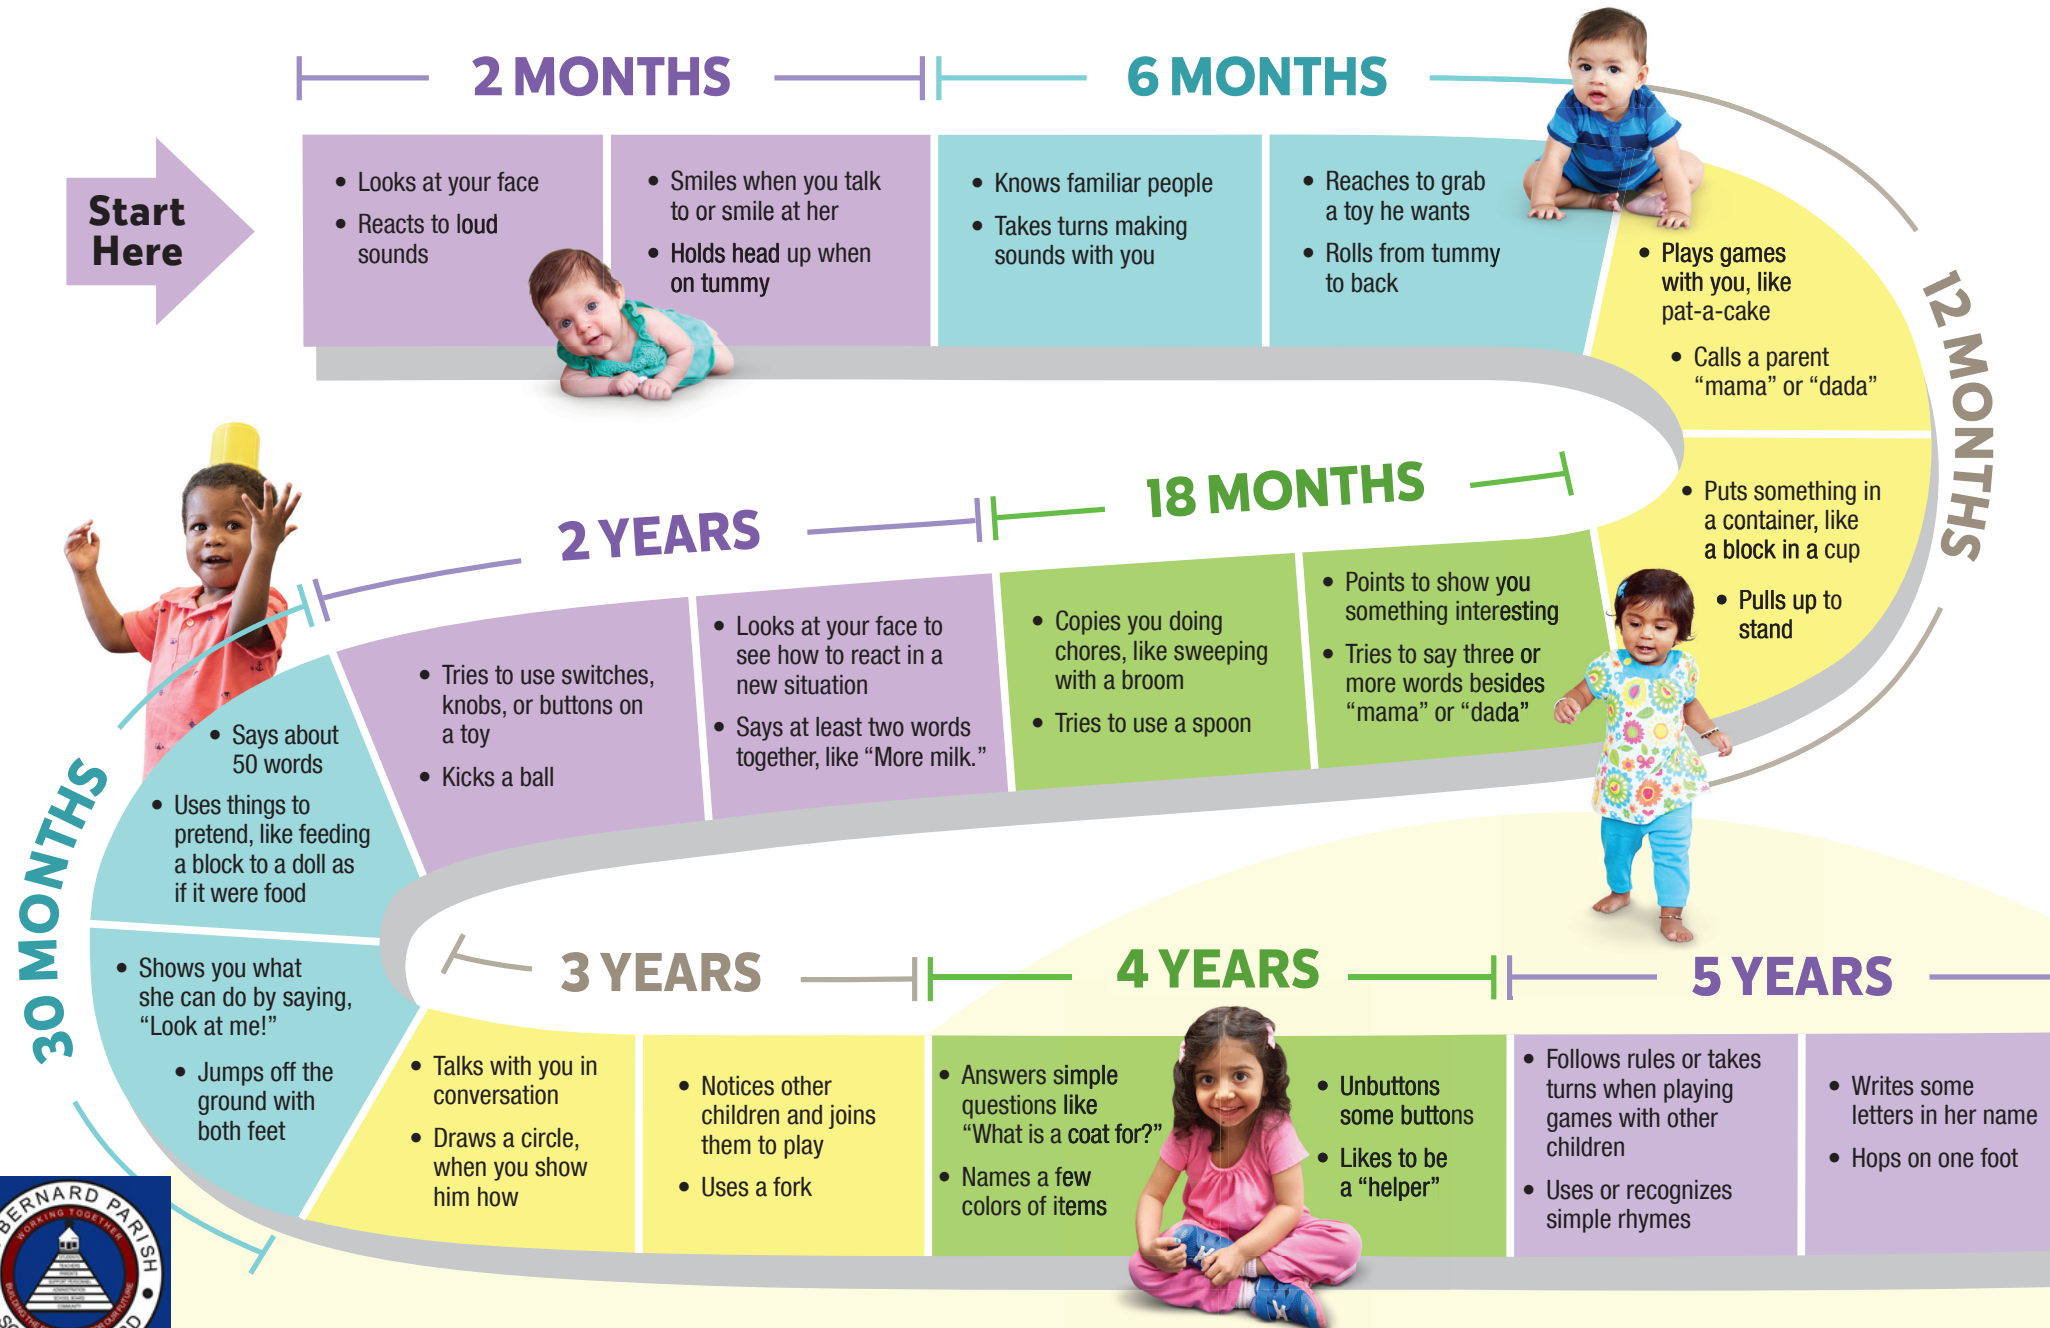 2 MONTHS
6 MONTHS
Start
Here
• Looks at your face
• Reacts to loud
sounds
• Smiles when you talk
to or smile at her
• Holds head up when
on tummy
• Knows familiar people
• Takes turns making
sounds with you
• Reaches to grab
a toy he wants
• Rolls from tummy
to back
12 MONTHS
• Plays games
with you, like
pat-a-cake
• Calls a parent
“mama” or “dada”
• Puts something in
a container, like
a block in a cup
• Pulls up to
stand
18 MONTHS
• Points to show you
something interesting
• Tries to say three or
more words besides
“mama” or “dada”
• Copies you doing
chores, like sweeping
with a broom
• Tries to use a spoon
2 YEARS
• Looks at your face to
see how to react in a
new situation
• Says at least two words
together, like “More milk.”
• Tries to use switches,
knobs, or buttons on
a toy
• Kicks a ball
30 MONTHS
• Says about
50 words
• Uses things to
pretend, like feeding
a block to a doll as
if it were food
• Shows you what
she can do by saying,
“Look at me!”
• Jumps off the
ground with
both feet
3 YEARS
• Talks with you in
conversation
• Draws a circle,
when you show
him how
• Notices other
children and joins
them to play
• Uses a fork
4 YEARS
• Answers simple
questions like
“What is a coat for?”
• Names a few
colors of items
• Unbuttons
some buttons
• Likes to be
a “helper”
5 YEARS
• Follows rules or takes
turns when playing
games with other
children
• Uses or recognizes
simple rhymes
• Writes some
letters in her name
• Hops on one foot
BERNARD PARISH
WORKING TOGETHER